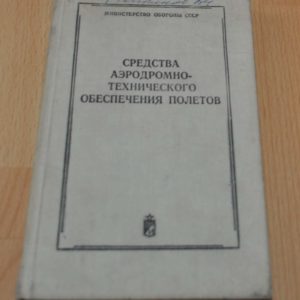 МИНИСТЕРСТВО ОБОРОНЫ СССР
СРЕДСТВА
АЭРОДРОМНО-
ТЕХНИЧЕСКОГО
ОБЕСПЕЧЕНИЯ ПОЛЕТОВ